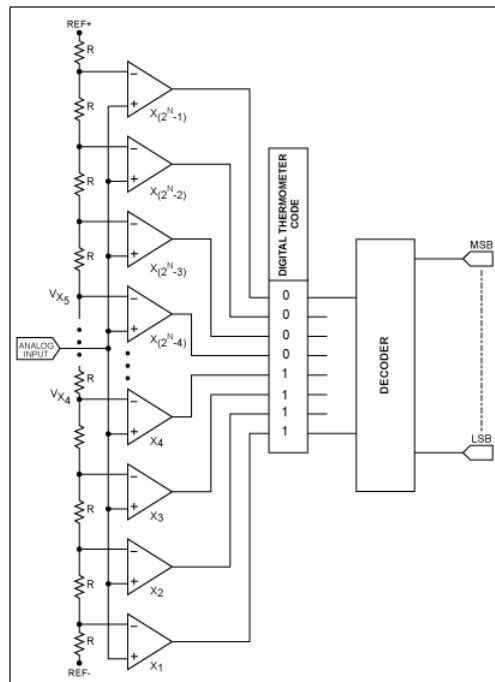 REF+
R
X(2^N-1)
R
X(2^N-2)
R
X(2^N-3)
R
DIGITAL THERMOMETER
CODE
MSB
VX5
X(2^N-4)
ANALOG
INPUT
R
VX4
X4
0
0
0
0
1
1
1
1
DECODER
LSB
X3
R
X2
R
X1
R
REF-